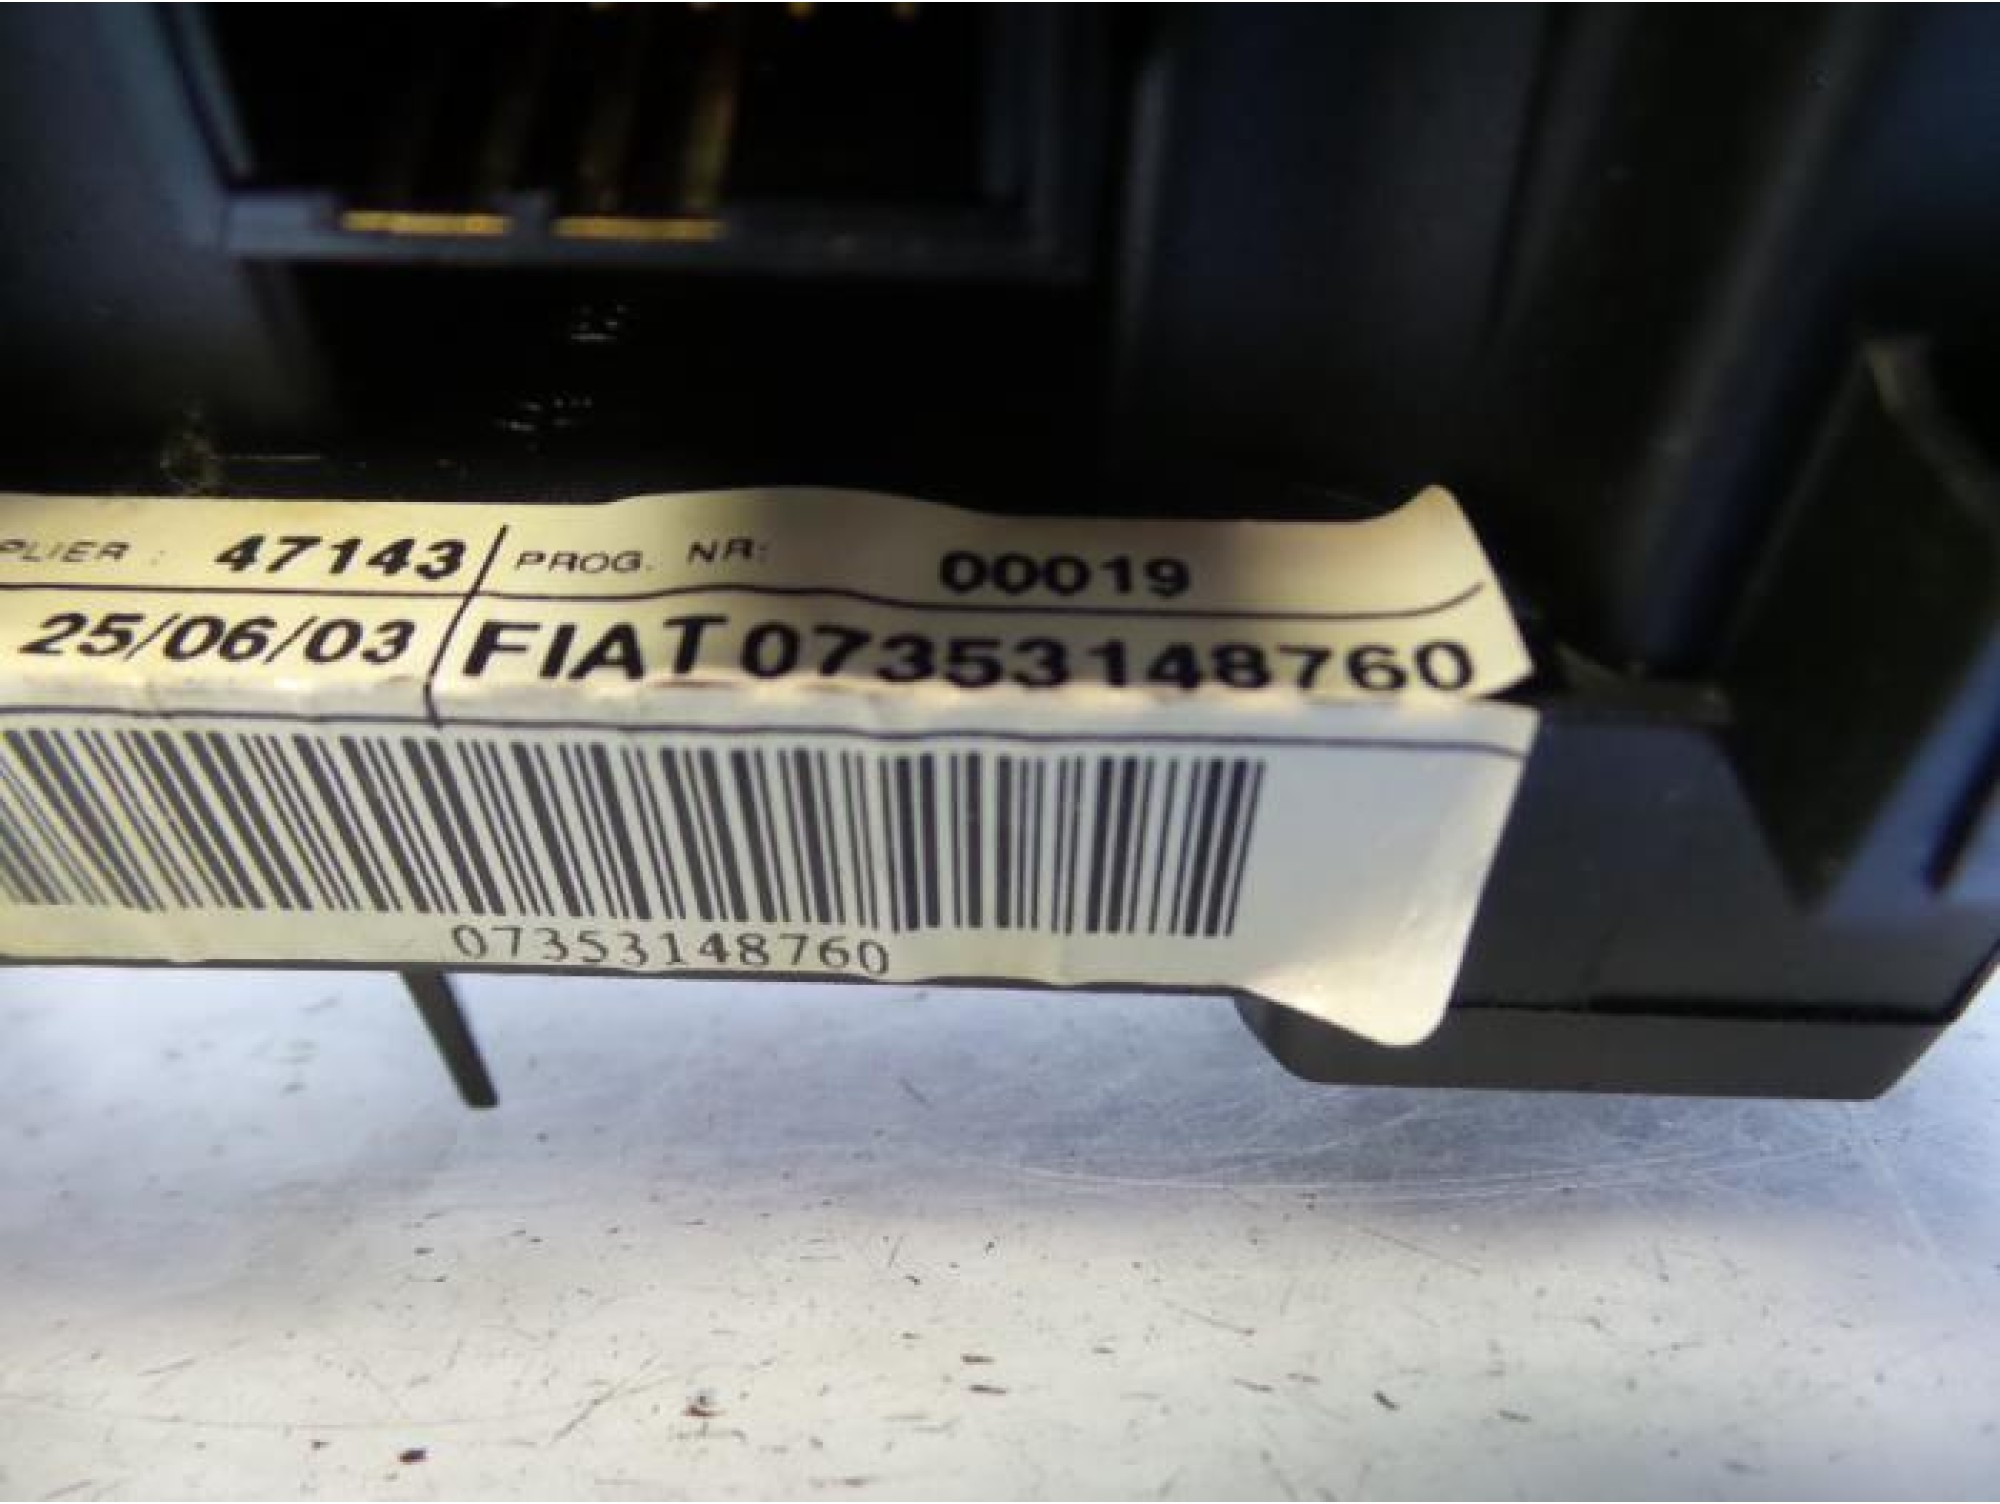 PLIER : 47143 PROG. NR: 00019
25/06/03 FIAT 07353148760
07353148760